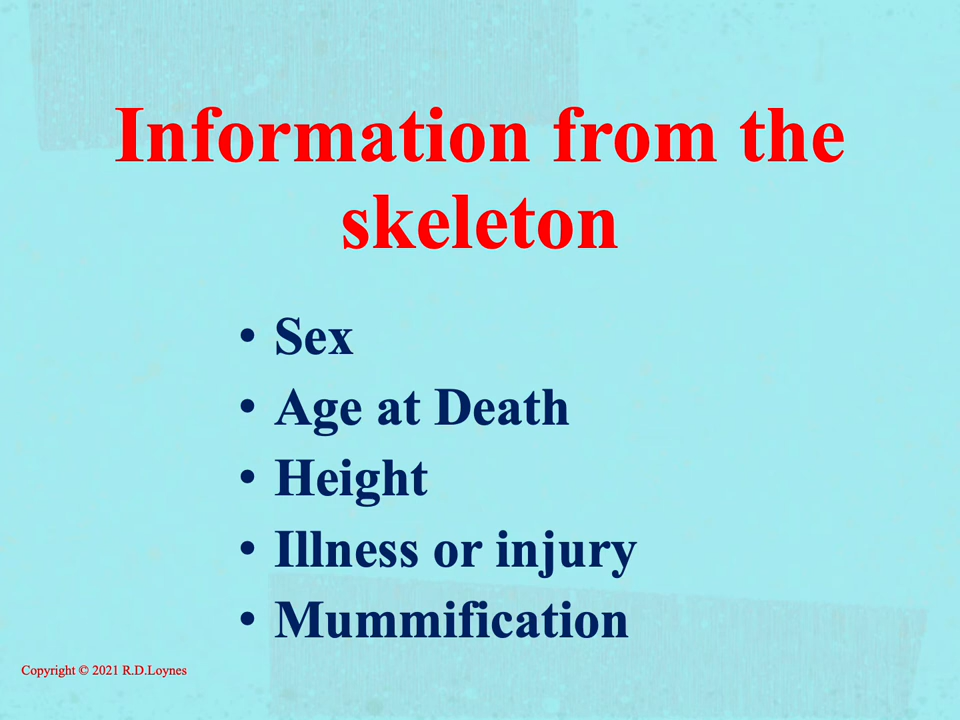 Information from the
skeleton
• Sex
• Age at Death
• Height
• Illness or injury
• Mummification
Copyright © 2021 R.D.Loynes